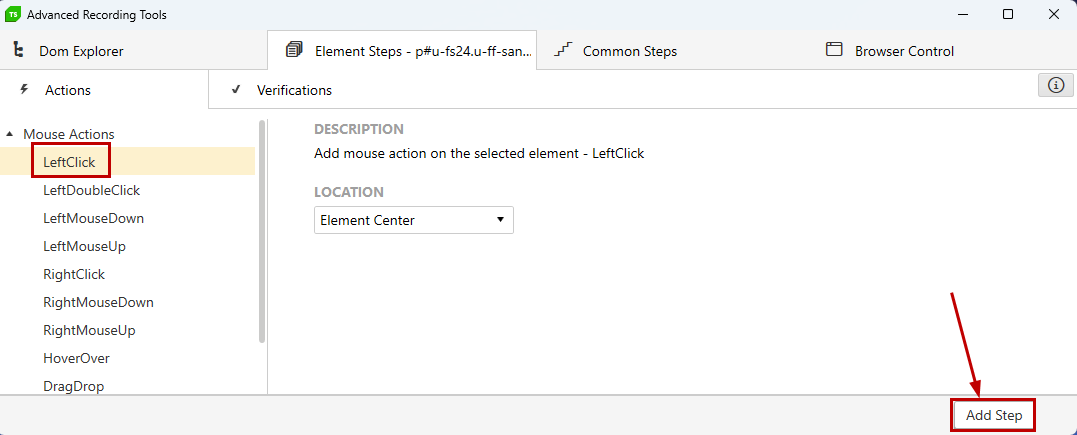 TS Advanced Recording Tools
Dom Explorer
Element Steps - p#u-fs24.u-ff-san...
Common Steps
Browser Control
Actions
Verifications
Mouse Actions
LeftClick
LeftDoubleClick
LeftMouseDown
LeftMouseUp
RightClick
RightMouseDown
RightMouseUp
HoverOver
DragDrop
DESCRIPTION
Add mouse action on the selected element - LeftClick
LOCATION
Element Center
Add Step